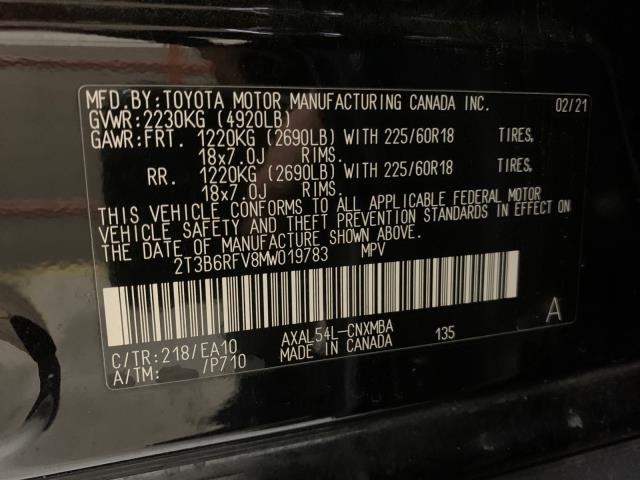 MFD.BY:TOYOTA MOTOR MANUFACTURING CANADA INC. 02/21
GVWR:2230KG (4920LB)
GAWR:FRT. 1220KG (2690LB) WITH 225/60R18 TIRES,
18x7.0J RIMS.
RR. 1220KG (2690LB) WITH 225/60R18 TIRES,
18x7.0J RIMS.
THIS VEHICLE CONFORMS TO ALL APPLICABLE FEDERAL MOTOR
VEHICLE SAFETY AND THEFT PREVENTION STANDARDS IN EFFECT ON
THE DATE OF MANUFACTURE SHOWN ABOVE.
2T3B6RFV8MW019783 MPV
A
C/TR:218/EA10 AXAL54L-CNXMBA 135
A/TM: /P710 MADE IN CANADA